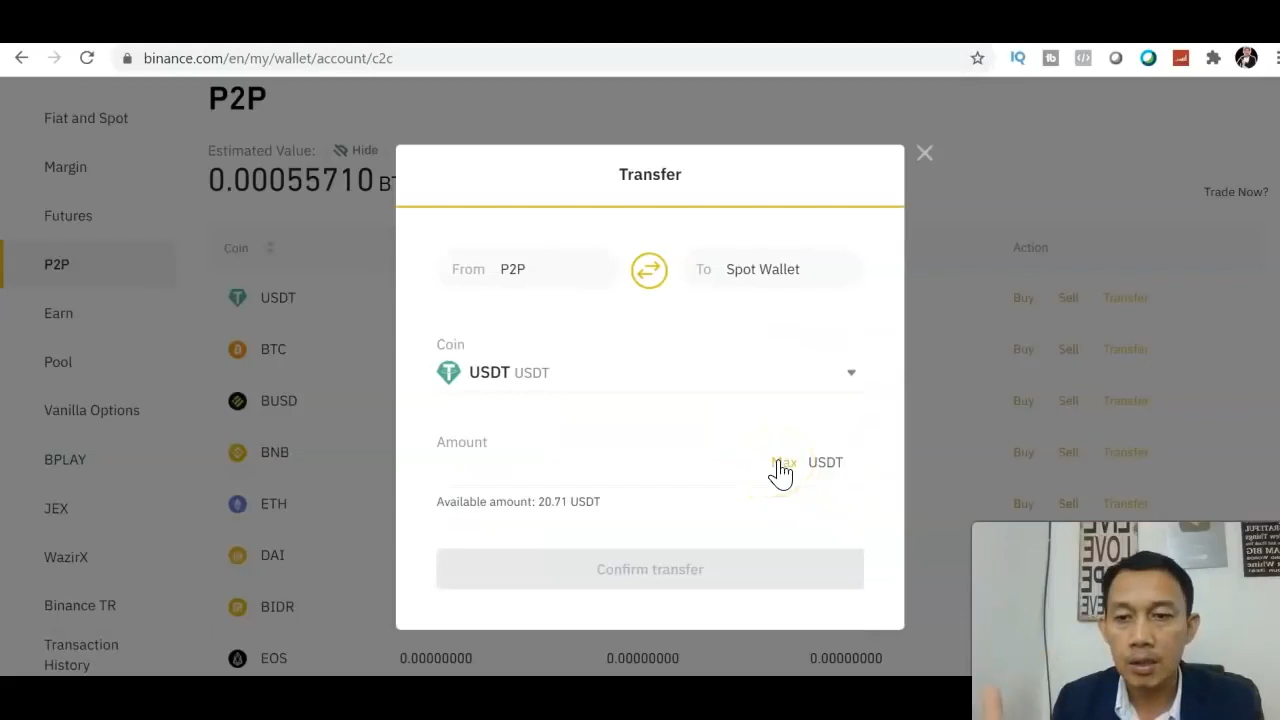 binance.com/en/my/wallet/account/c2c
Fiat and Spot
Margin
Futures
P2P
Earn
Pool
Vanilla Options
BPLAY
JEX
WazirX
Binance TR
Transaction
History
P2P
Estimated Value: Hide
0.00055710
Trade Now?
Coin
Action
USDT Buy Sell Transfer
BTC Buy Sell Transfer
BUSD Buy Sell Transfer
BNB Buy Sell Transfer
ETH Buy Sell Transfer
DAI
BIDR
EOS 0.00000000 0.00000000 0.00000000
Transfer
From P2P To Spot Wallet
Coin
USDT USDT
Amount
Max USDT
Available amount: 20.71 USDT
Confirm transfer
LIVE
LOVE